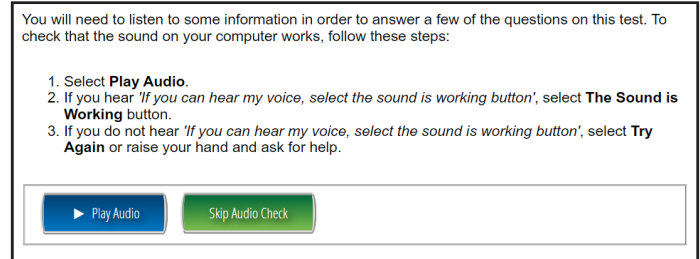 You will need to listen to some information in order to answer a few of the questions on this test. To
check that the sound on your computer works, follow these steps:
1. Select Play Audio.
2. If you hear 'If you can hear my voice, select the sound is working button', select The Sound is
Working button.
3. If you do not hear 'If you can hear my voice, select the sound is working button', select Try
Again or raise your hand and ask for help.
Play Audio Skip Audio Check